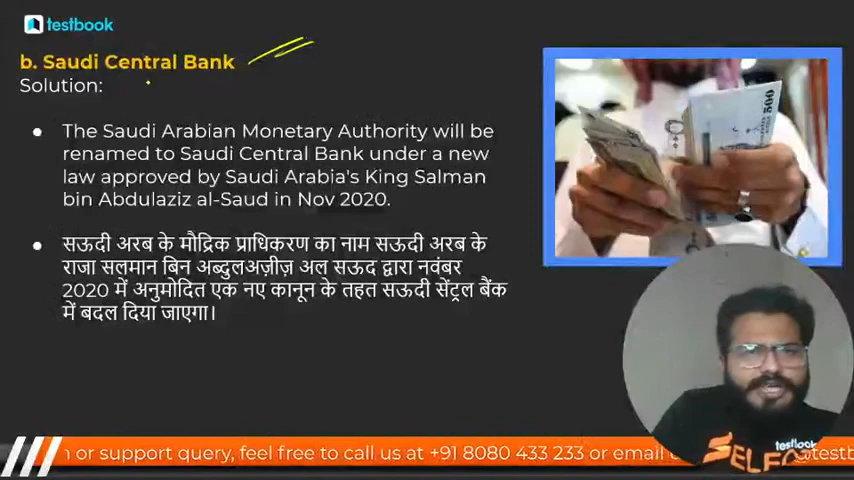 testbook
b. Saudi Central Bank
Solution:
● The Saudi Arabian Monetary Authority will be
renamed to Saudi Central Bank under a new
law approved by Saudi Arabia's King Salman
bin Abdulaziz al-Saud in Nov 2020.
● सऊदी अरब के मौद्रिक प्राधिकरण का नाम सऊदी अरब के
राजा सलमान बिन अब्दुलअज़ीज़ अल सऊद द्वारा नवंबर
2020 में अनुमोदित एक नए कानून के तहत सऊदी सेंट्रल बैंक
में बदल दिया जाएगा।
500
testbook
or support query, feel free to call us at +91 8080 433 233 or email